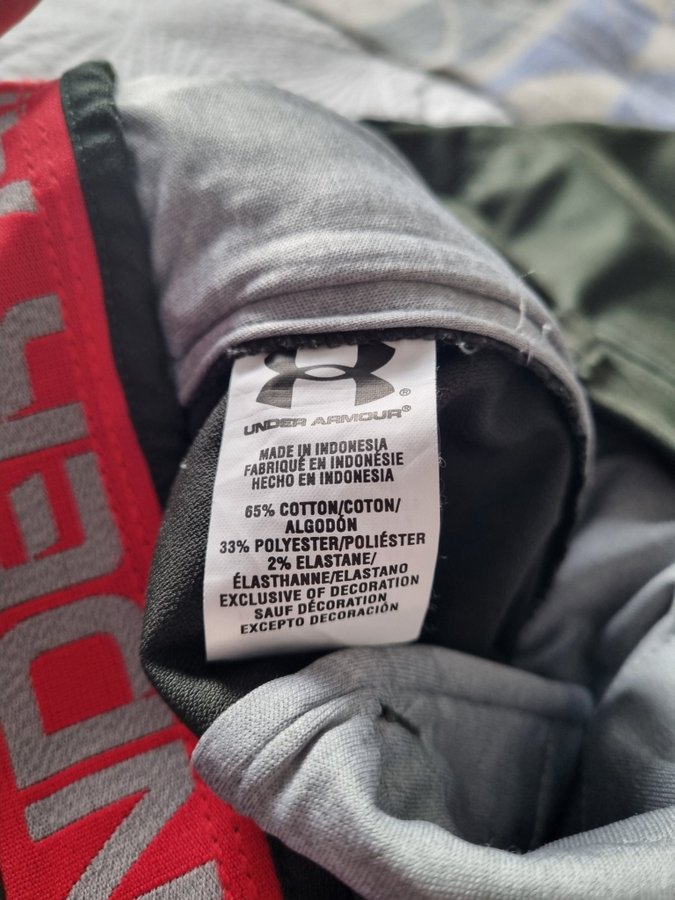 UNDER ARMOUR®
MADE IN INDONESIA
FABRIQUÉ EN INDONÉSIE
HECHO EN INDONESIA
65% COTTON/COTON/
ALGODÓN
33% POLYESTER/POLIÉSTER
2% ELASTANE/
ÉLASTHANNE/ELASTANO
EXCLUSIVE OF DECORATION
SAUF DÉCORATION
EXCEPTO DECORACIÓN